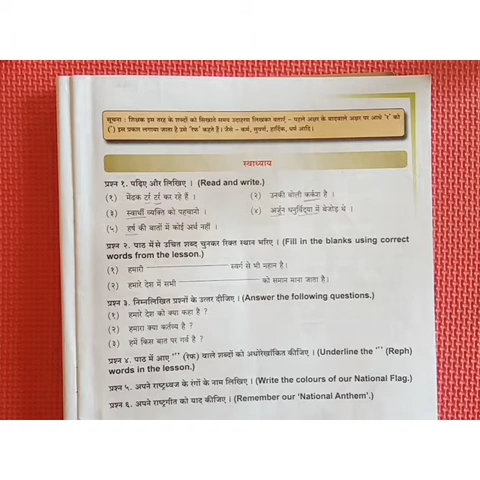 सूचना : शिक्षक इस तरह के शब्दों को सिखाते समय उदाहरण लिखकर बताएँ – पहले अक्षर के बादवाले अक्षर पर आधे 'र' को
(र्) इस प्रकार लगाया जाता है उसे 'रेफ' कहते हैं । जैसे – कर्म, सुवर्ण, हार्दिक, धर्म आदि।
स्वाध्याय
प्रश्न १. पढ़िए और लिखिए । (Read and write.)
(१) मेंढक टर्र टर्र कर रहे हैं ।
(२) उनकी बोली कर्कश है ।
(३) स्वार्थी व्यक्ति को पहचानो ।
(४) अर्जुन धनुर्विद्या में बेजोड़ थे ।
(५) हर्ष की बातों में कोई अर्थ नहीं ।
प्रश्न २. पाठ में से उचित शब्द चुनकर रिक्त स्थान भरिए । (Fill in the blanks using correct
words from the lesson.)
(१) हमारी ____________ स्वर्ग से भी महान है ।
(२) हमारे देश में सभी ____________ को समान माना जाता है ।
प्रश्न ३. निम्नलिखित प्रश्नों के उत्तर दीजिए । (Answer the following questions.)
(१) हमारे देश को क्या कहा है ?
(२) हमारा क्या कर्तव्य है ?
(३) हमें किस बात पर गर्व है ?
प्रश्न ४. पाठ में आए 'र्' (रेफ) वाले शब्दों को अधोरेखांकित कीजिए । (Underline the 'र्' (Reph)
words in the lesson.)
प्रश्न ५. अपने राष्ट्रध्वज के रंगों के नाम लिखिए । (Write the colours of our National Flag.)
प्रश्न ६. अपने राष्ट्रगीत को याद कीजिए । (Remember our 'National Anthem'.)